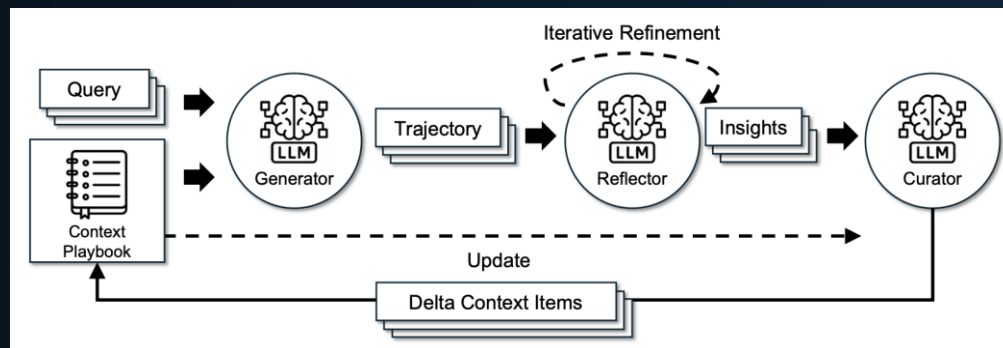 Iterative Refinement
Query
LLM
Generator
Trajectory
LLM
Reflector
Insights
LLM
Curator
Context
Playbook
Update
Delta Context Items